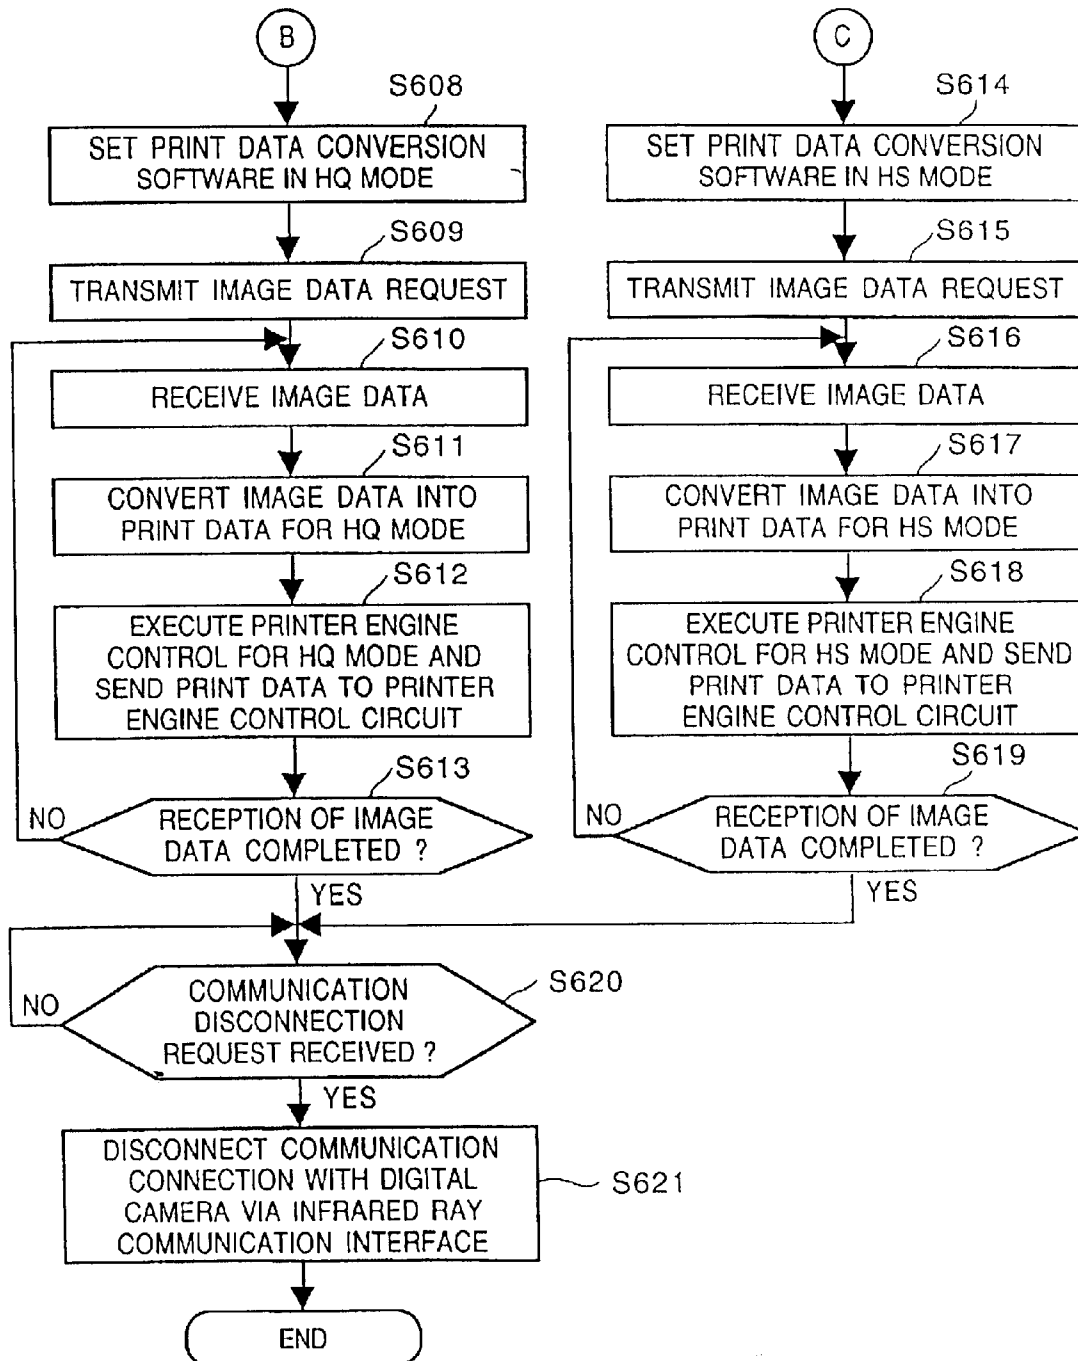 B
S608
SET PRINT DATA CONVERSION
SOFTWARE IN HQ MODE
S609
TRANSMIT IMAGE DATA REQUEST
S610
RECEIVE IMAGE DATA
S611
CONVERT IMAGE DATA INTO
PRINT DATA FOR HQ MODE
S612
EXECUTE PRINTER ENGINE
CONTROL FOR HQ MODE AND
SEND PRINT DATA TO PRINTER
ENGINE CONTROL CIRCUIT
S613
NO
RECEPTION OF IMAGE
DATA COMPLETED ?
YES
C
S614
SET PRINT DATA CONVERSION
SOFTWARE IN HS MODE
S615
TRANSMIT IMAGE DATA REQUEST
S616
RECEIVE IMAGE DATA
S617
CONVERT IMAGE DATA INTO
PRINT DATA FOR HS MODE
S618
EXECUTE PRINTER ENGINE
CONTROL FOR HS MODE AND SEND
PRINT DATA TO PRINTER
ENGINE CONTROL CIRCUIT
S619
NO
RECEPTION OF IMAGE
DATA COMPLETED ?
YES
S620
NO
COMMUNICATION
DISCONNECTION
REQUEST RECEIVED ?
YES
DISCONNECT COMMUNICATION
CONNECTION WITH DIGITAL
CAMERA VIA INFRARED RAY
COMMUNICATION INTERFACE
S621
END